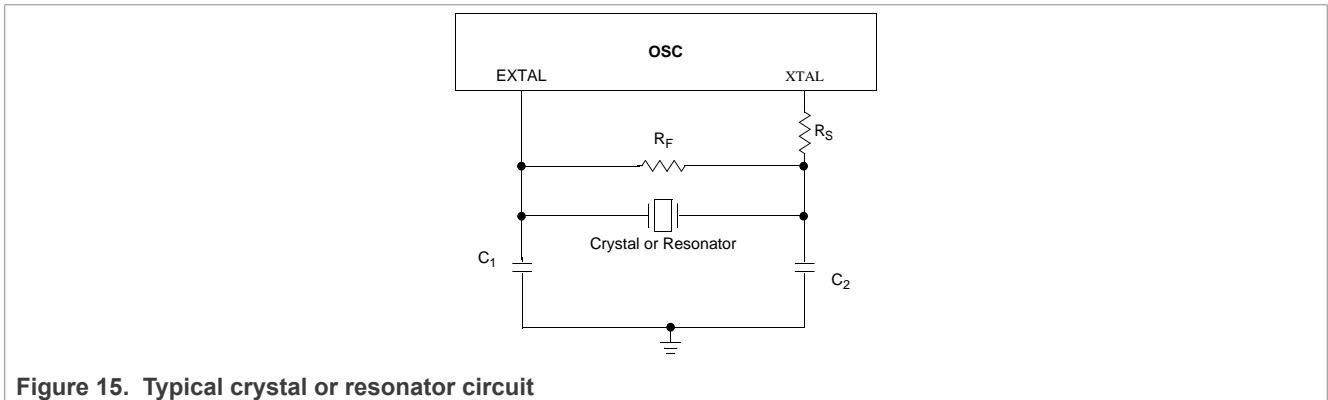 OSC
EXTAL XTAL
R_S
R_F
Crystal or Resonator
C_1
C_2
Figure 15. Typical crystal or resonator circuit